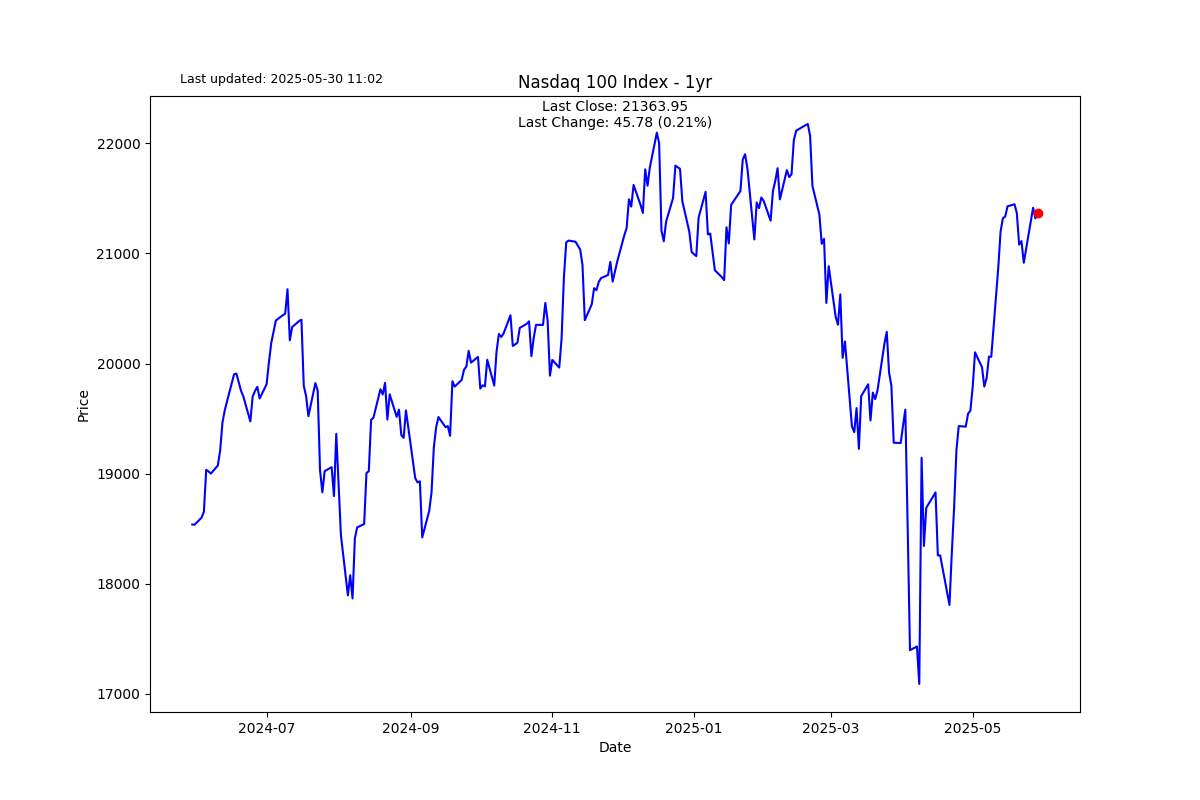 Last updated: 2025-05-30 11:02
Nasdaq 100 Index - 1yr
Last Close: 21363.95
Last Change: 45.78 (0.21%)
22000
21000
20000
19000
18000
17000
Price
2024-07
2024-09
2024-11
2025-01
2025-03
2025-05
Date